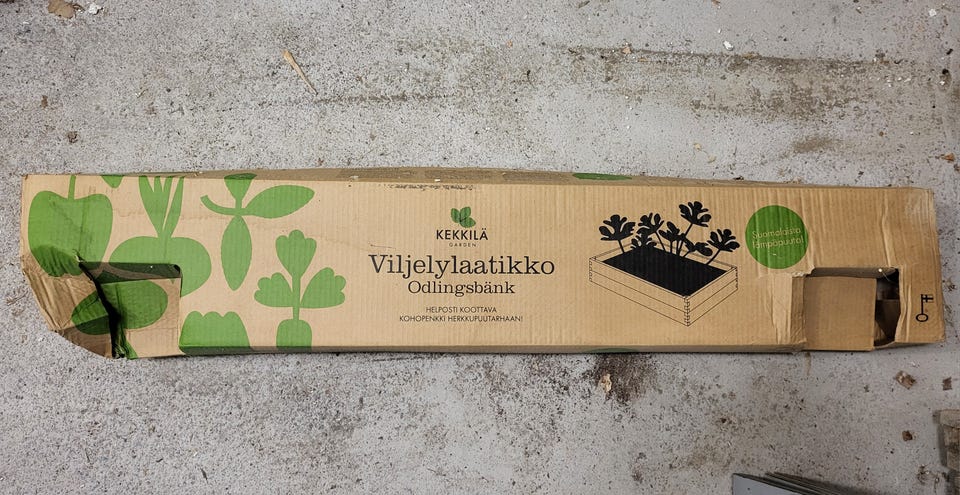 KEKKILÄ
GARDEN
Viljelylaatikko
Odlingsbänk
HELPOSTI KOOTTAVA
KOHOPENKKI HERKKUPUUTARHAAN!
Suomalaista
lämpöpuuta!